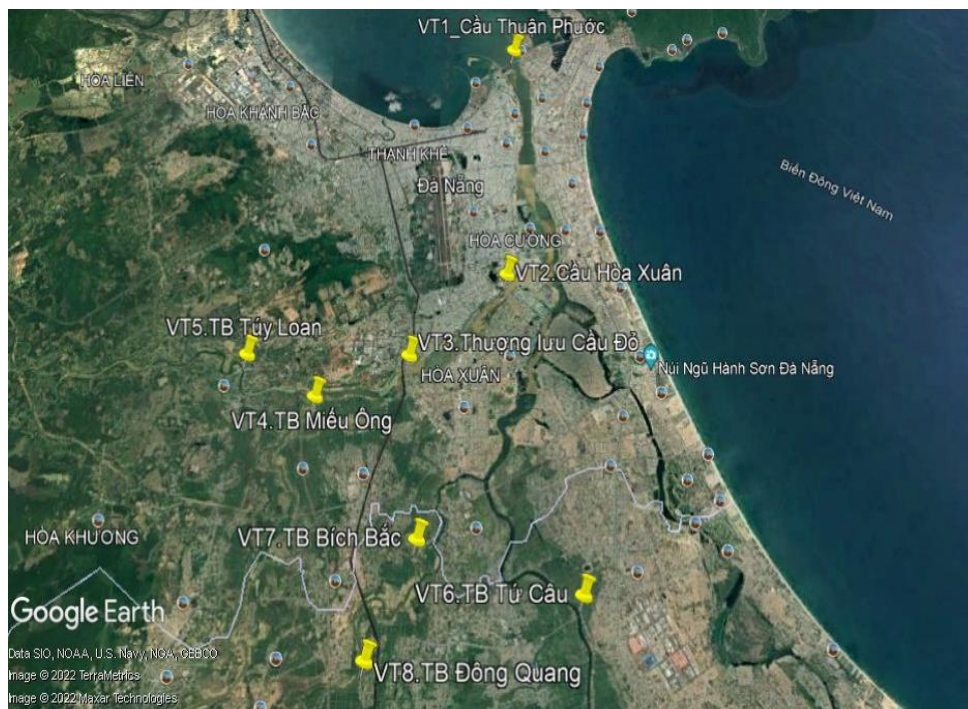 VT1_Cầu Thuận Phước
HÒA LIÊN
HÒA KHÁNH BẮC
THANH KHÊ
Đà Nẵng
Biển Đông Việt Nam
HÒA CƯỜNG
VT2.Cầu Hòa Xuân
VT5.TB Túy Loan
VT3.Thượng lưu Cầu Đỏ
Núi Ngũ Hành Sơn Đà Nẵng
HÒA XUÂN
VT4.TB Miếu Ông
HÒA KHƯƠNG
VT7.TB Bích Bắc
VT6.TB Tứ Câu
Google Earth
Data SIO, NOAA, U.S. Navy, NGA, GEBCO
Image © 2022 TerraMetrics
VT8.TB Đông Quang
Image © 2022 Maxar Technologies